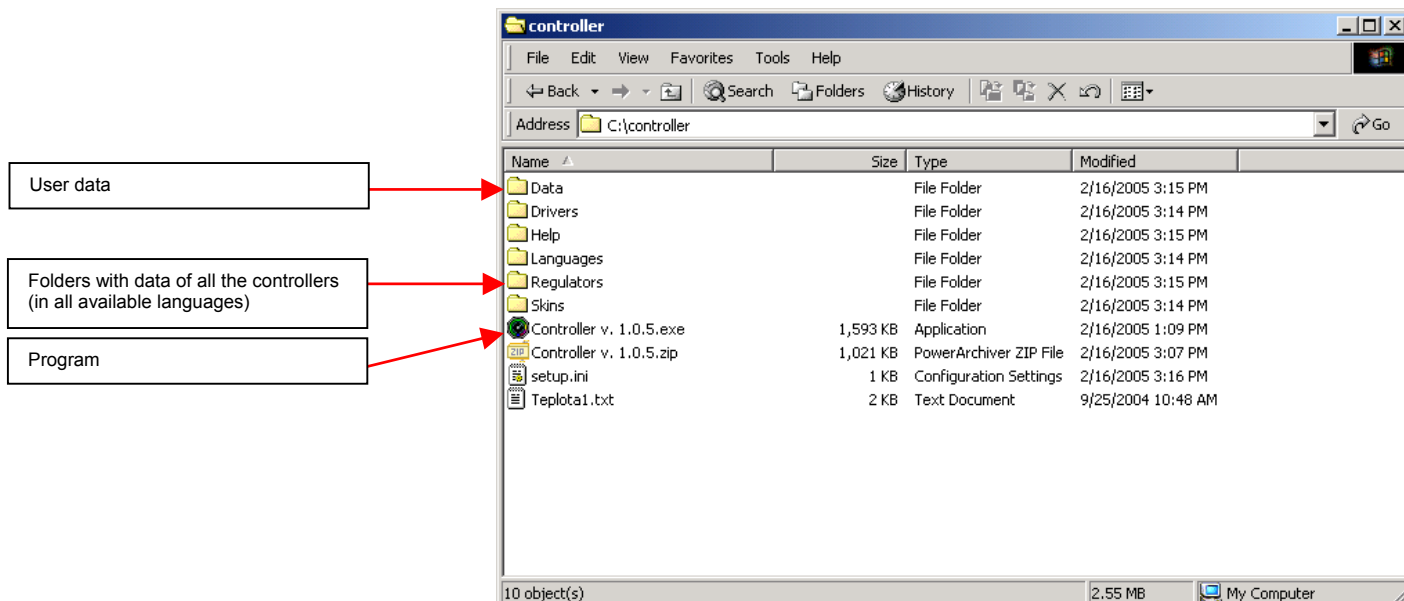 controller
File Edit View Favorites Tools Help
Back Search Folders History
Address C:\controller Go
Name Size Type Modified
Data File Folder 2/16/2005 3:15 PM
Drivers File Folder 2/16/2005 3:14 PM
Help File Folder 2/16/2005 3:15 PM
Languages File Folder 2/16/2005 3:14 PM
Regulators File Folder 2/16/2005 3:15 PM
Skins File Folder 2/16/2005 3:14 PM
Controller v. 1.0.5.exe 1,593 KB Application 2/16/2005 1:09 PM
ZIP Controller v. 1.0.5.zip 1,021 KB PowerArchiver ZIP File 2/16/2005 3:07 PM
setup.ini 1 KB Configuration Settings 2/16/2005 3:16 PM
Teplota1.txt 2 KB Text Document 9/25/2004 10:48 AM
10 object(s) 2.55 MB My Computer
User data
Folders with data of all the controllers
(in all available languages)
Program